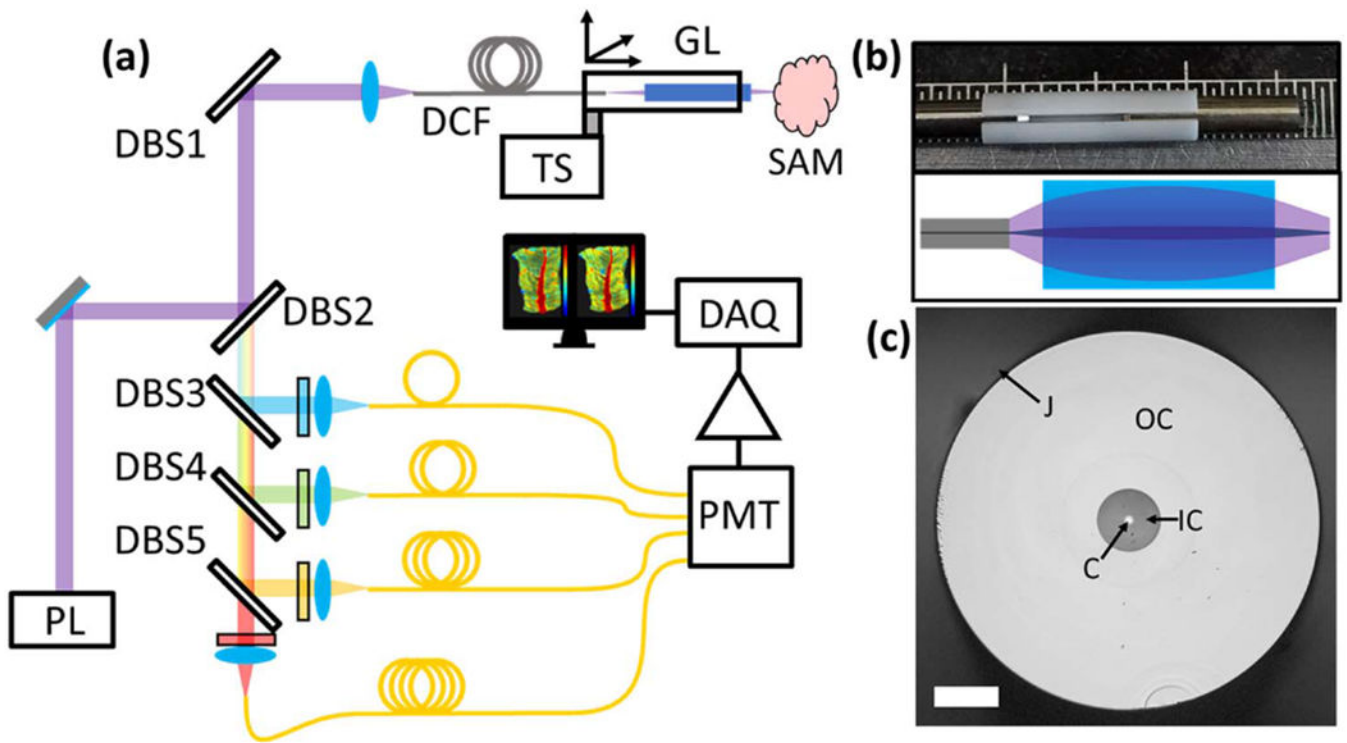 (a)
DBS1
DCF
GL
TS
SAM
DBS2
DAQ
DBS3
DBS4
PMT
DBS5
PL
(b)
(c)
J
OC
IC
C